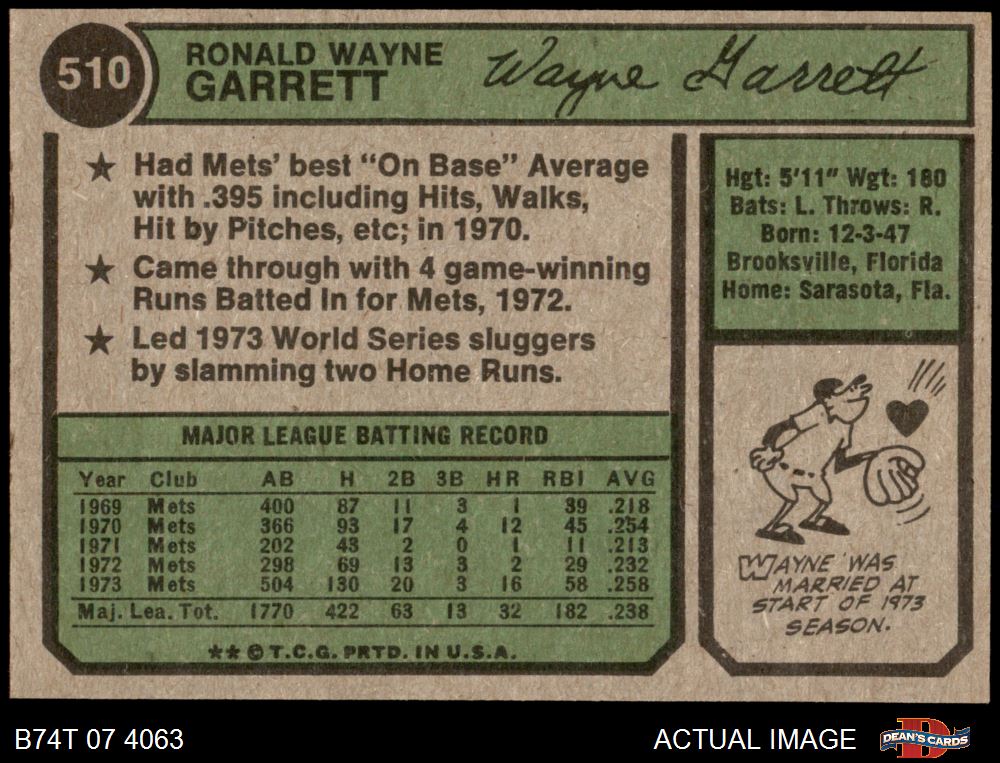 510
RONALD WAYNE
GARRETT
Wayne Garrett
★ Had Mets' best “On Base” Average
with .395 including Hits, Walks,
Hit by Pitches, etc; in 1970.
★ Came through with 4 game-winning
Runs Batted In for Mets, 1972.
★ Led 1973 World Series sluggers
by slamming two Home Runs.
Hgt: 5'11" Wgt: 180
Bats: L. Throws: R.
Born: 12-3-47
Brooksville, Florida
Home: Sarasota, Fla.
MAJOR LEAGUE BATTING RECORD
Year Club AB H 2B 3B HR RBI AVG
1969 Mets 400 87 11 3 1 39 .218
1970 Mets 366 93 17 4 12 45 .254
1971 Mets 202 43 2 0 1 11 .213
1972 Mets 298 69 13 3 2 29 .232
1973 Mets 504 130 20 3 16 58 .258
Maj. Lea. Tot. 1770 422 63 13 32 182 .238
★★ © T.C.G. PRTD. IN U.S.A.
WAYNE WAS
MARRIED AT
START OF 1973
SEASON.
B74T 07 4063
ACTUAL IMAGE
D
DEAN'S CARDS